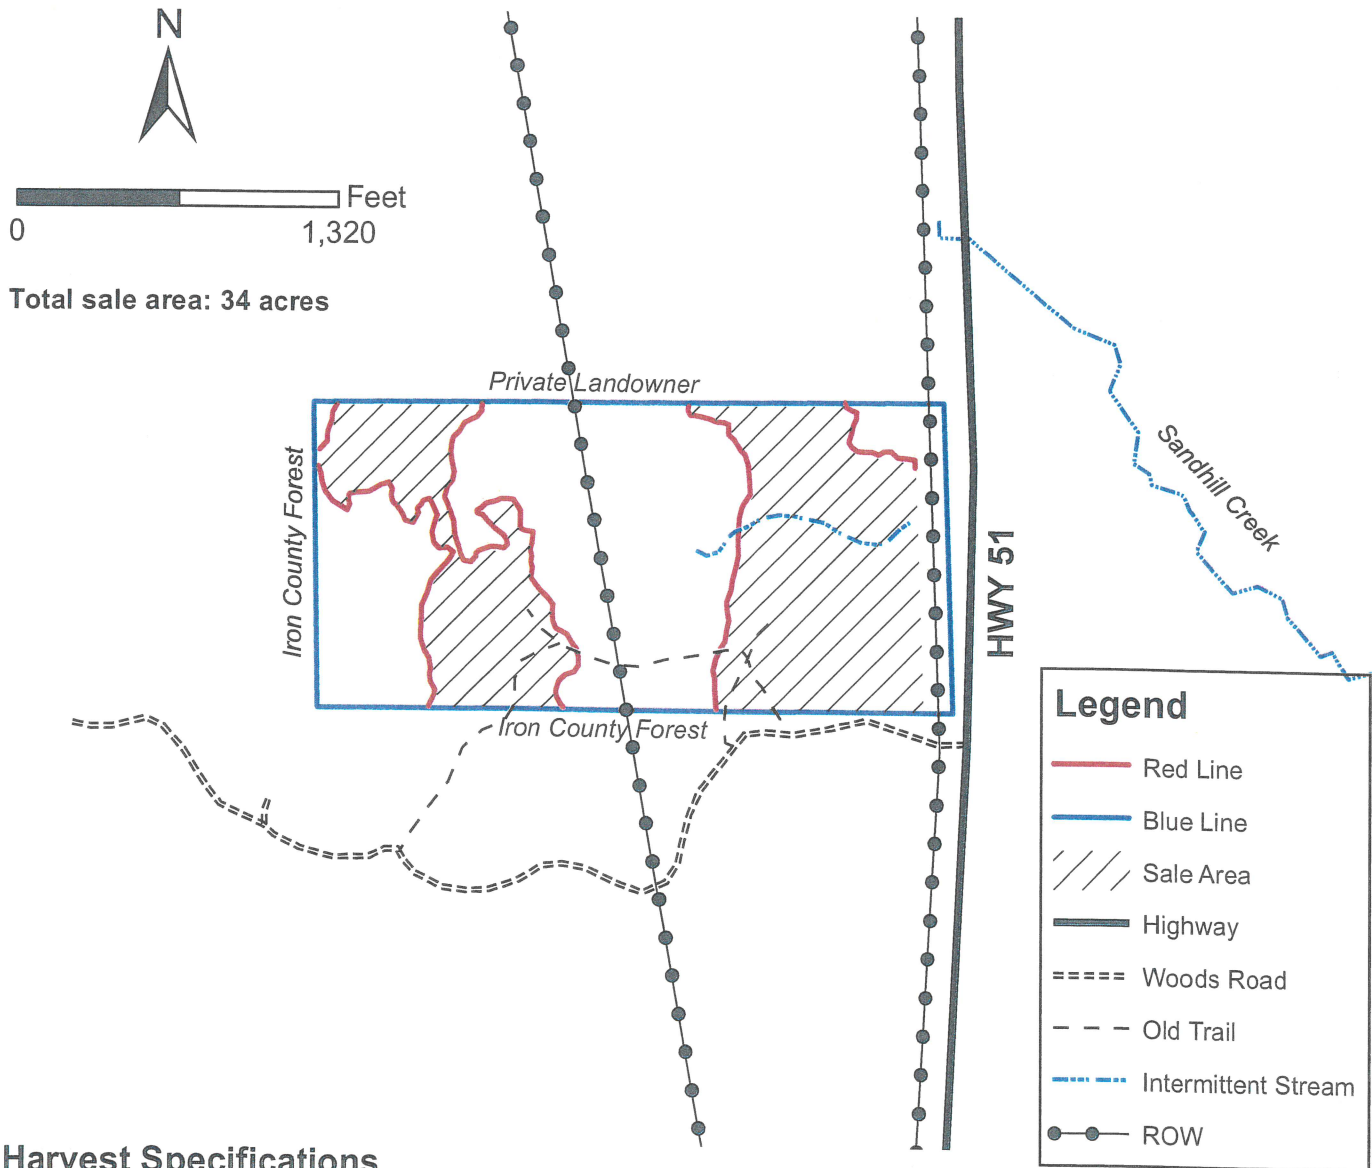 N
Feet
0
1,320
Total sale area: 34 acres
Private Landowner
Iron County Forest
Sandhill Creek
HWY 51
Iron County Forest
Legend
Red Line
Blue Line
Sale Area
Highway
Woods Road
Old Trail
Intermittent Stream
ROW
Harvest Specifications